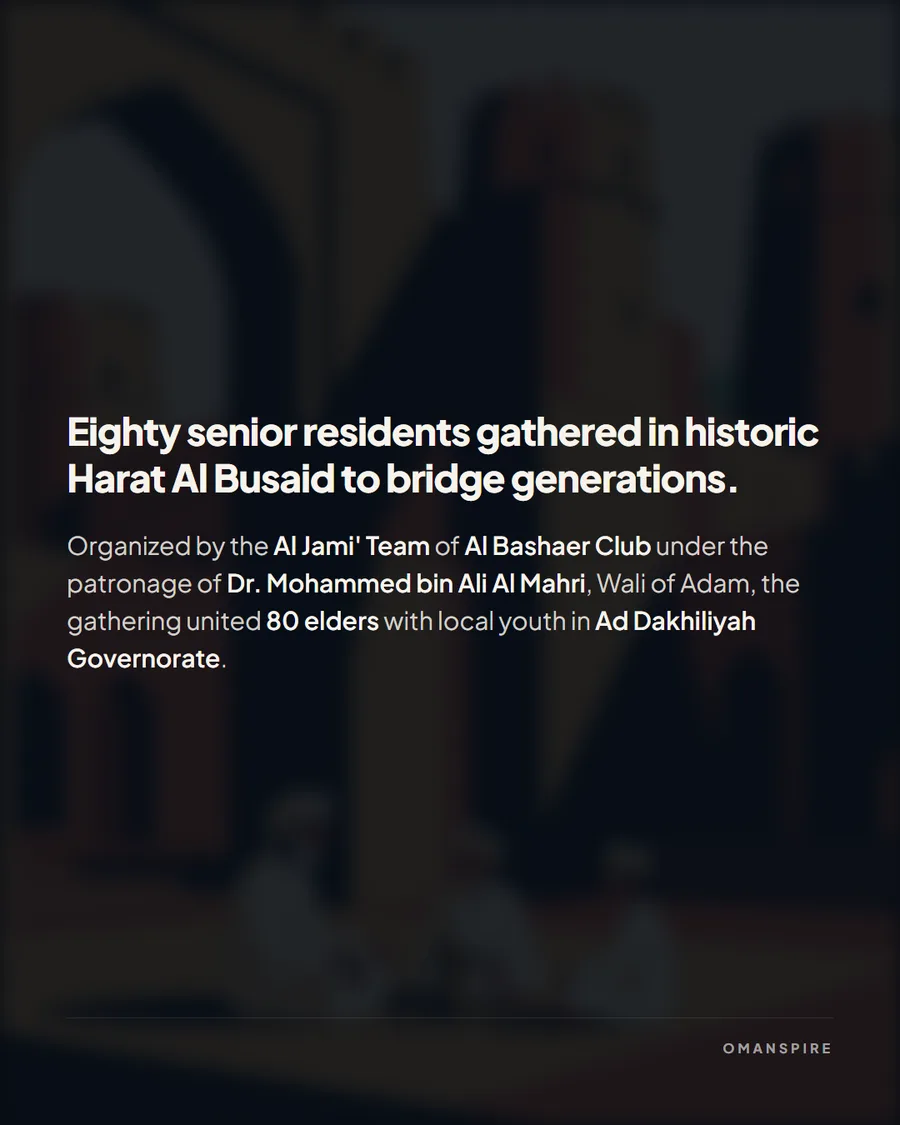 Eighty senior residents gathered in historic
Harat Al Busaid to bridge generations.
Organized by the Al Jami' Team of Al Bashaer Club under the
patronage of Dr. Mohammed bin Ali Al Mahri, Wali of Adam, the
gathering united 80 elders with local youth in Ad Dakhiliyah
Governorate.
OMANSPIRE